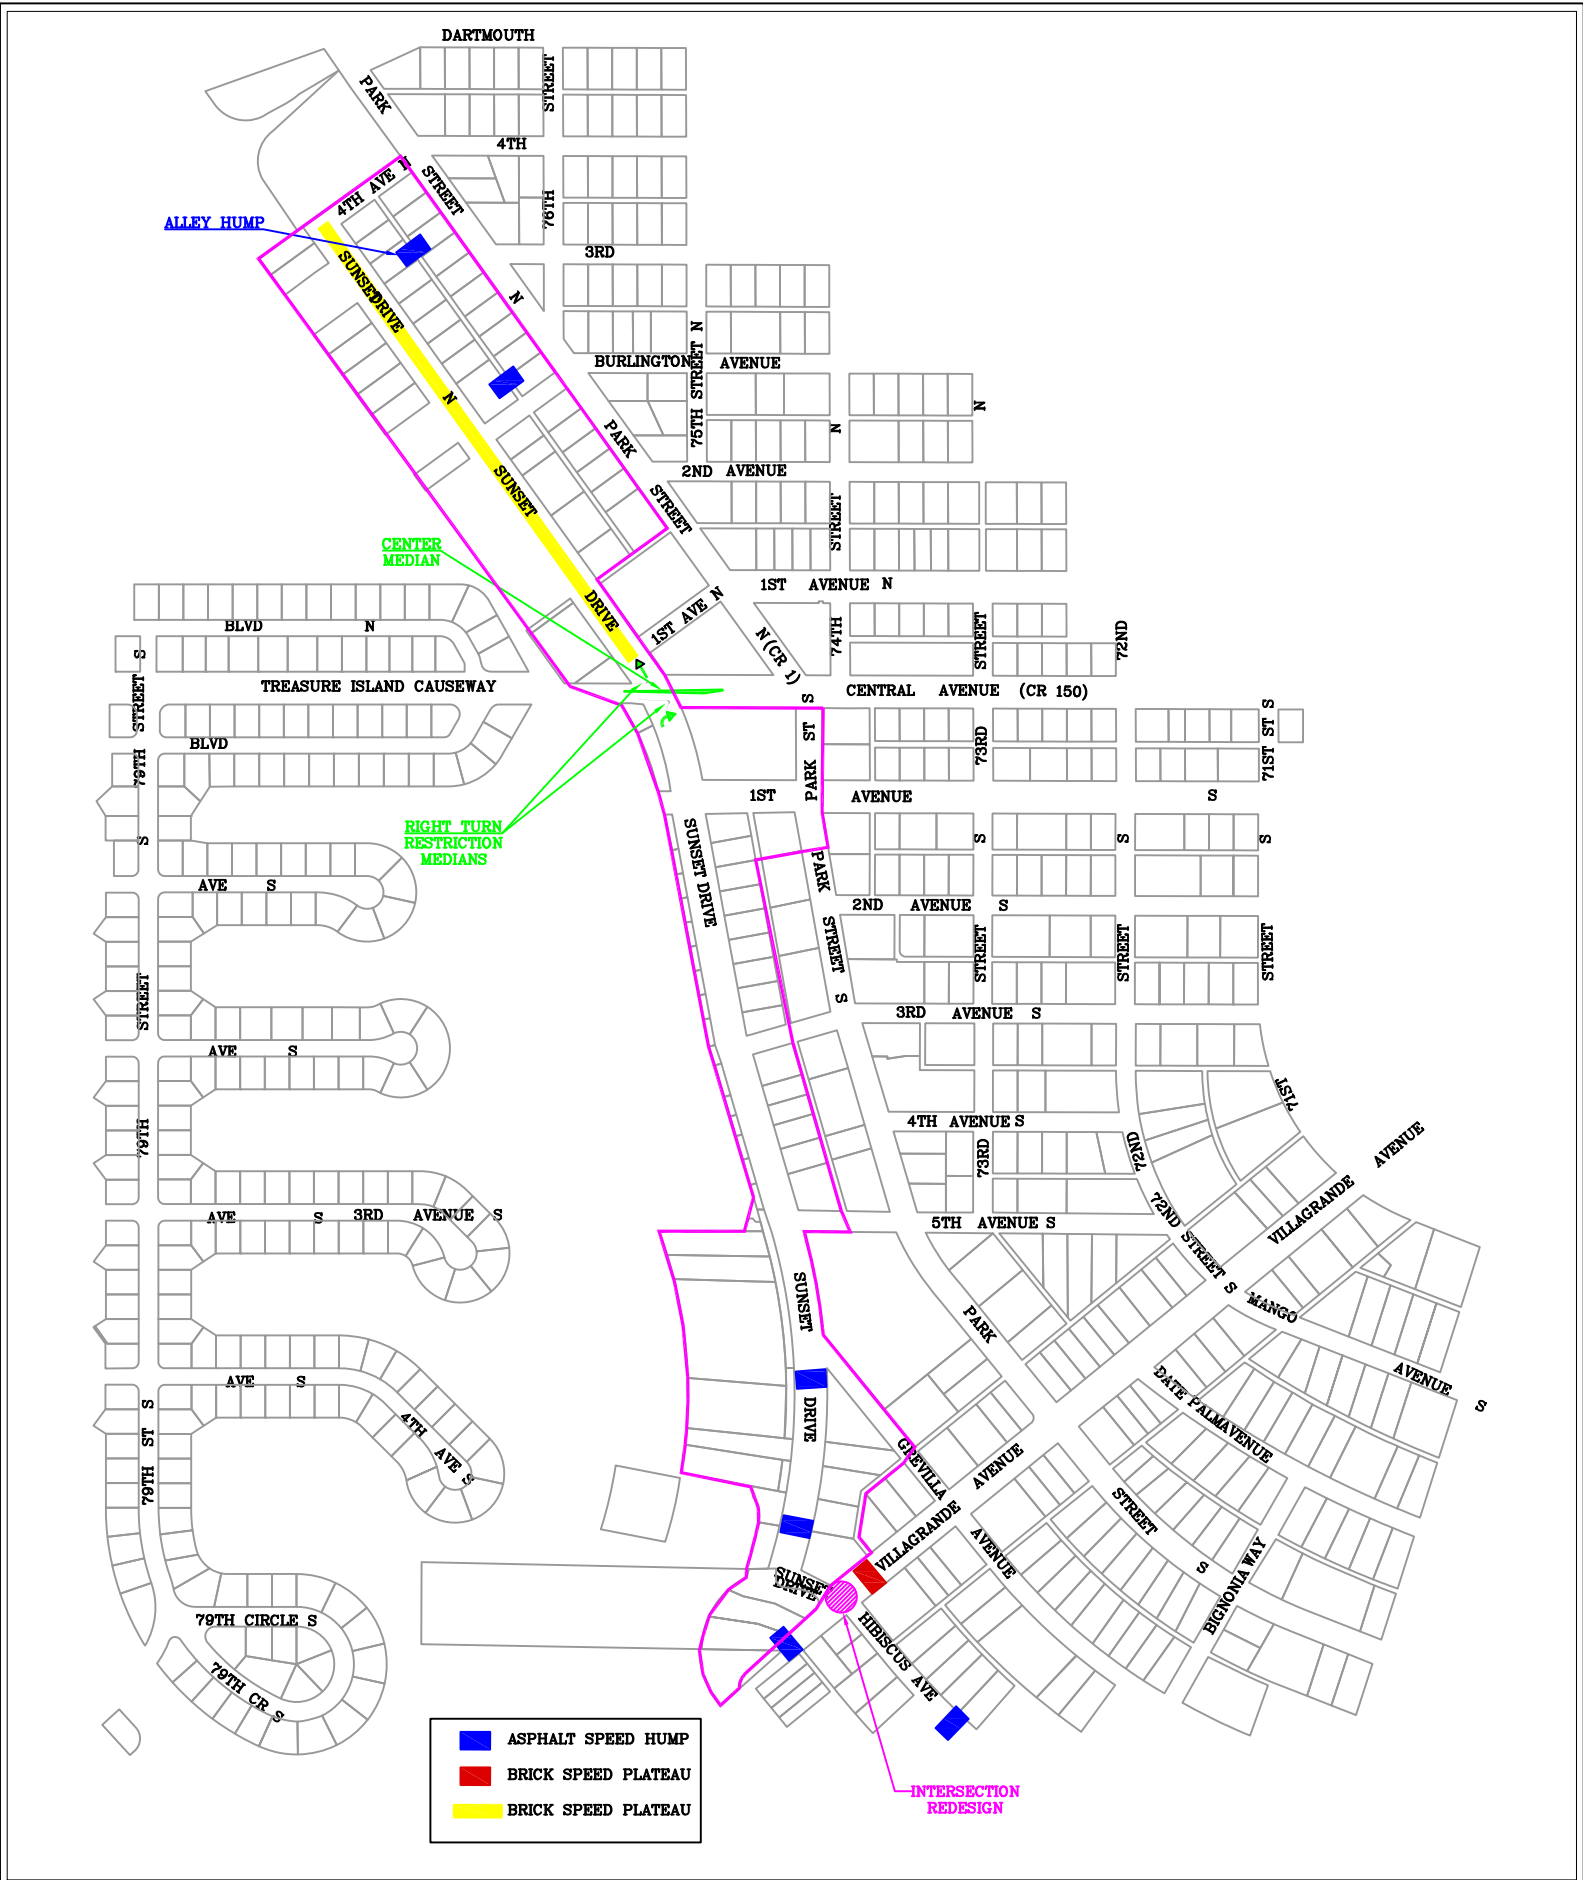 DARTMOUTH
PARK
STREET
4TH
4TH AVE N
STREET
76TH
ALLEY HUMP
3RD
SUNSET
DRIVE
N
N
BURLINGTON
AVENUE
75TH STREET N
N
N
PARK
2ND AVENUE
SUNSET
STREET
STREET
CENTER
MEDIAN
1ST AVENUE N
DRIVE
1ST AVE N
BLVD N
N (CR 1)
74TH
STREET
72ND
S
TREASURE ISLAND CAUSEWAY
CENTRAL AVENUE (CR 150)
S
STREET
BLVD
79TH
PARK ST
73RD
71ST ST S
1ST AVENUE S
RIGHT TURN
RESTRICTION
MEDIANS
S
SUNSET DRIVE
S
S
S
PARK
AVE S
2ND AVENUE S
STREET
S
STREET
STREET
STREET
STREET
3RD AVENUE S
AVE S
71ST
4TH AVENUE S
79TH
73RD
72ND
AVENUE
VILLAGRANDE
AVE S
3RD AVENUE S
5TH AVENUE S
72ND
STREET
S
SUNSET
PARK
MANGO
AVENUE
S
AVE S
DATE PALM
AVENUE
79TH ST S
4TH
AVE S
DRIVE
GREVILLA
AVENUE
VILLAGRANDE
AVENUE
STREET
S
BIGNONIA WAY
SUNSET
DRIVE
HIBISCUS AVE
79TH CIRCLE S
79TH CR S
ASPHALT SPEED HUMP
BRICK SPEED PLATEAU
BRICK SPEED PLATEAU
INTERSECTION
REDESIGN